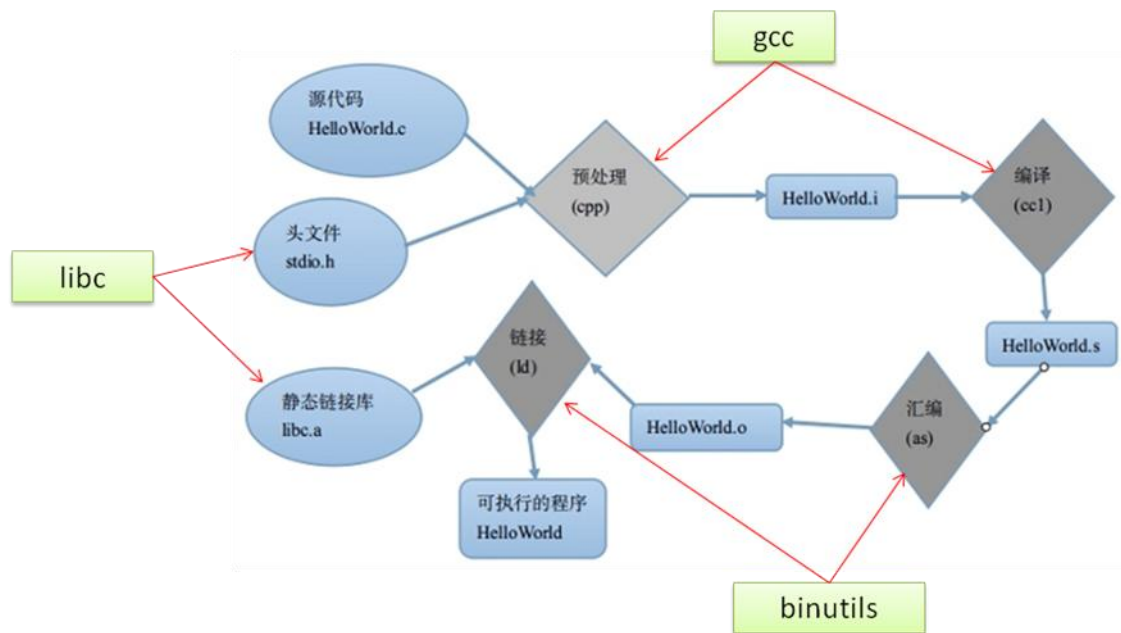 gcc
源代码
HelloWorld.c
预处理
(cpp)
HelloWorld.i
编译
(cc1)
头文件
stdio.h
libc
链接
(ld)
HelloWorld.s
静态链接库
libc.a
HelloWorld.o
汇编
(as)
可执行的程序
HelloWorld
binutils